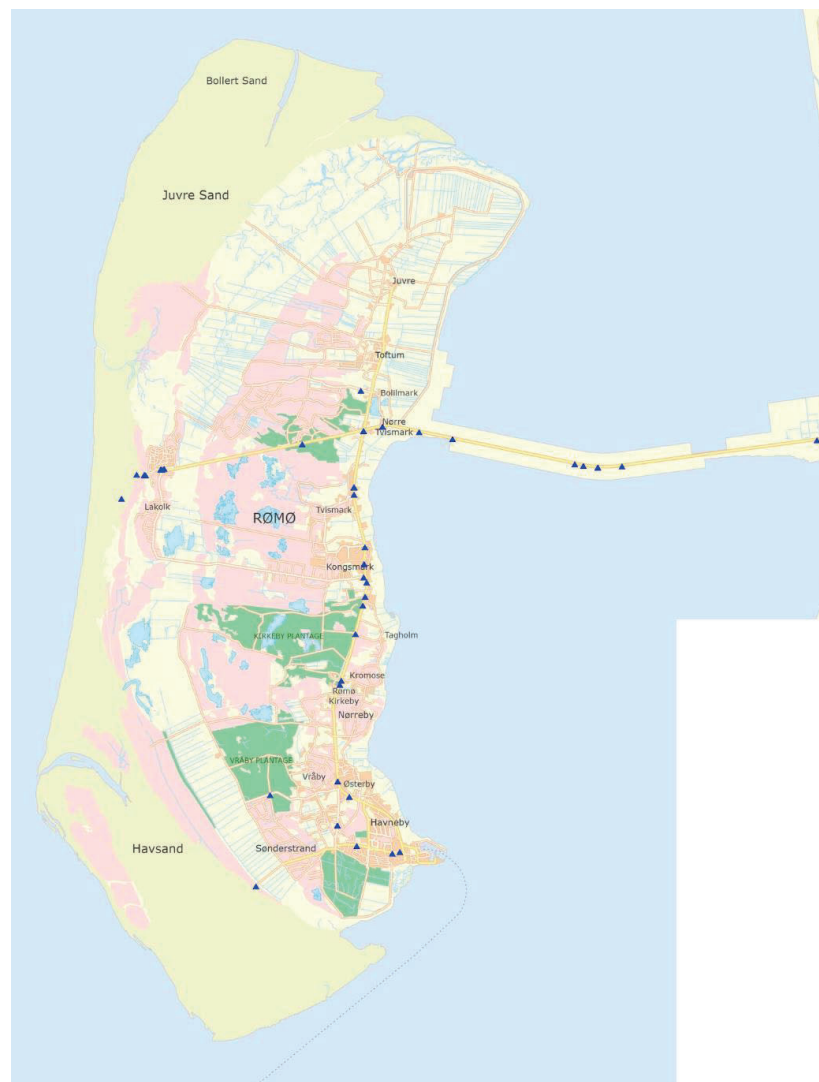 Bollert Sand
Juvre Sand
Juvre
Toftum
Bolilmark
Nørre
Tvismark
Lakolk
RØMØ
Tvismack
Kongsmark
KIRKEBY PLANTAGE
Tagholm
Kromose
Rømø
Kirkeby
Nørreby
VRÅBY PLANTAGE
Vråby
Østerby
Havneby
Havsand
Sønderstrand